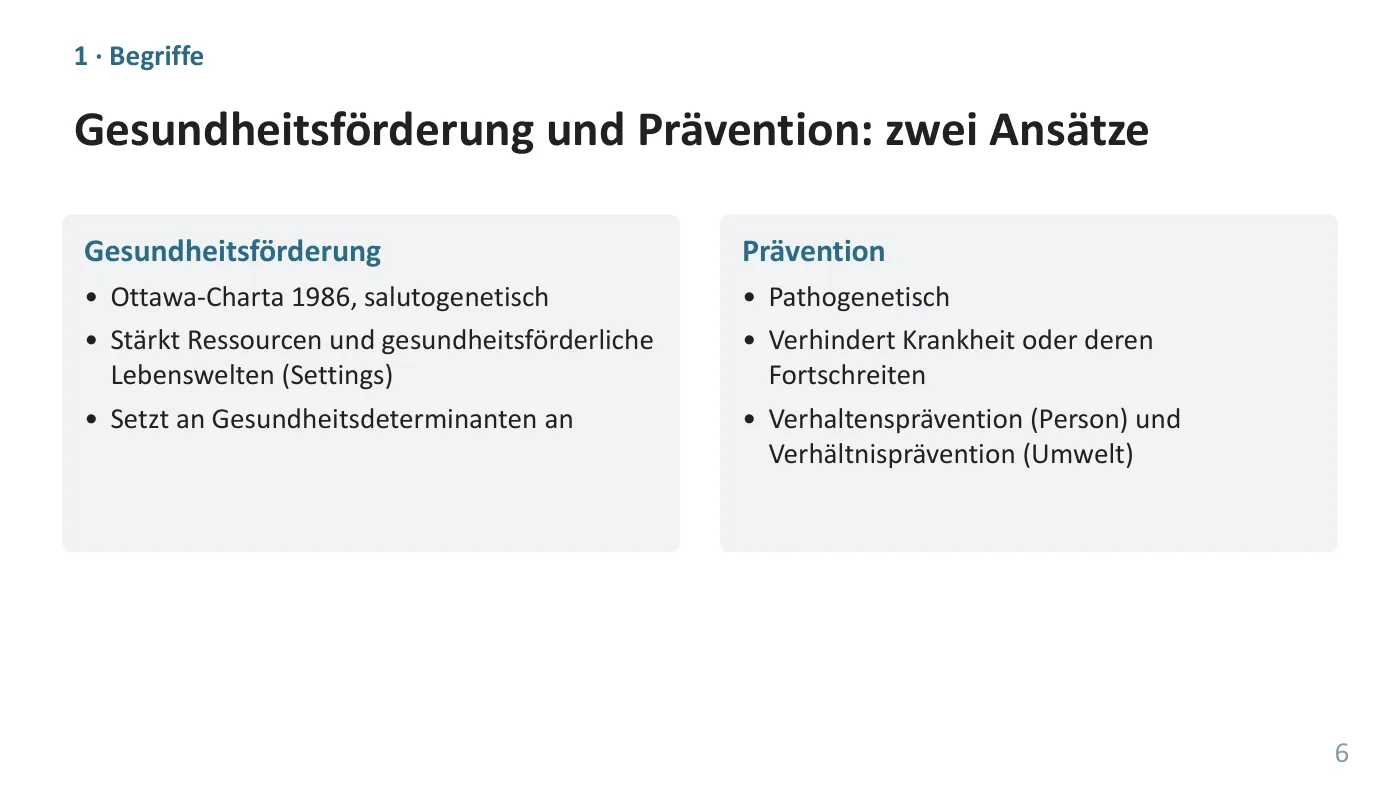 1 · Begriffe
Gesundheitsförderung und Prävention: zwei Ansätze
Gesundheitsförderung
• Ottawa-Charta 1986, salutogenetisch
• Stärkt Ressourcen und gesundheitsförderliche
Lebenswelten (Settings)
• Setzt an Gesundheitsdeterminanten an
Prävention
• Pathogenetisch
• Verhindert Krankheit oder deren
Fortschreiten
• Verhaltensprävention (Person) und
Verhältnisprävention (Umwelt)
6